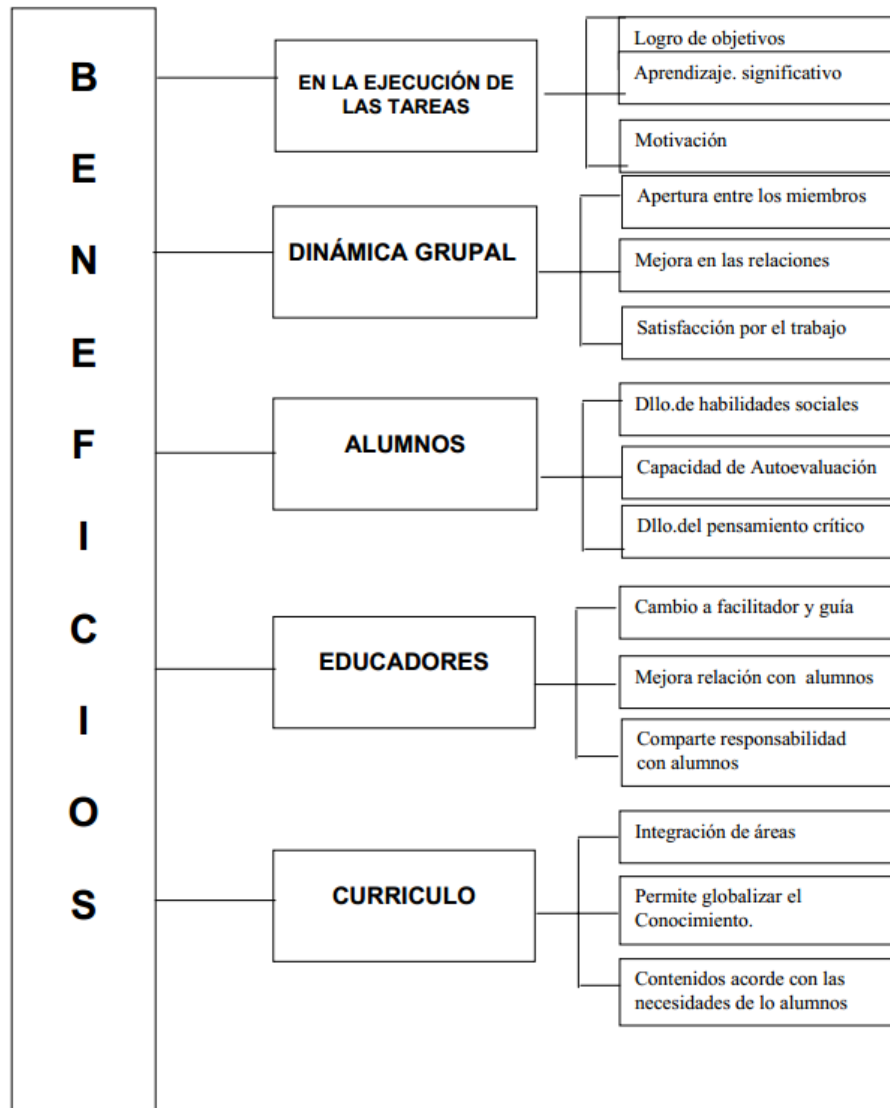 BENEFICIOS
EN LA EJECUCIÓN DE
LAS TAREAS
Logro de objetivos
Aprendizaje. significativo
Motivación
DINÁMICA GRUPAL
Apertura entre los miembros
Mejora en las relaciones
Satisfacción por el trabajo
ALUMNOS
Dllo.de habilidades sociales
Capacidad de Autoevaluación
Dllo.del pensamiento crítico
EDUCADORES
Cambio a facilitador y guía
Mejora relación con  alumnos
Comparte responsabilidad
con alumnos
CURRICULO
Integración de áreas
Permite globalizar el
Conocimiento.
Contenidos acorde con las
necesidades de lo alumnos